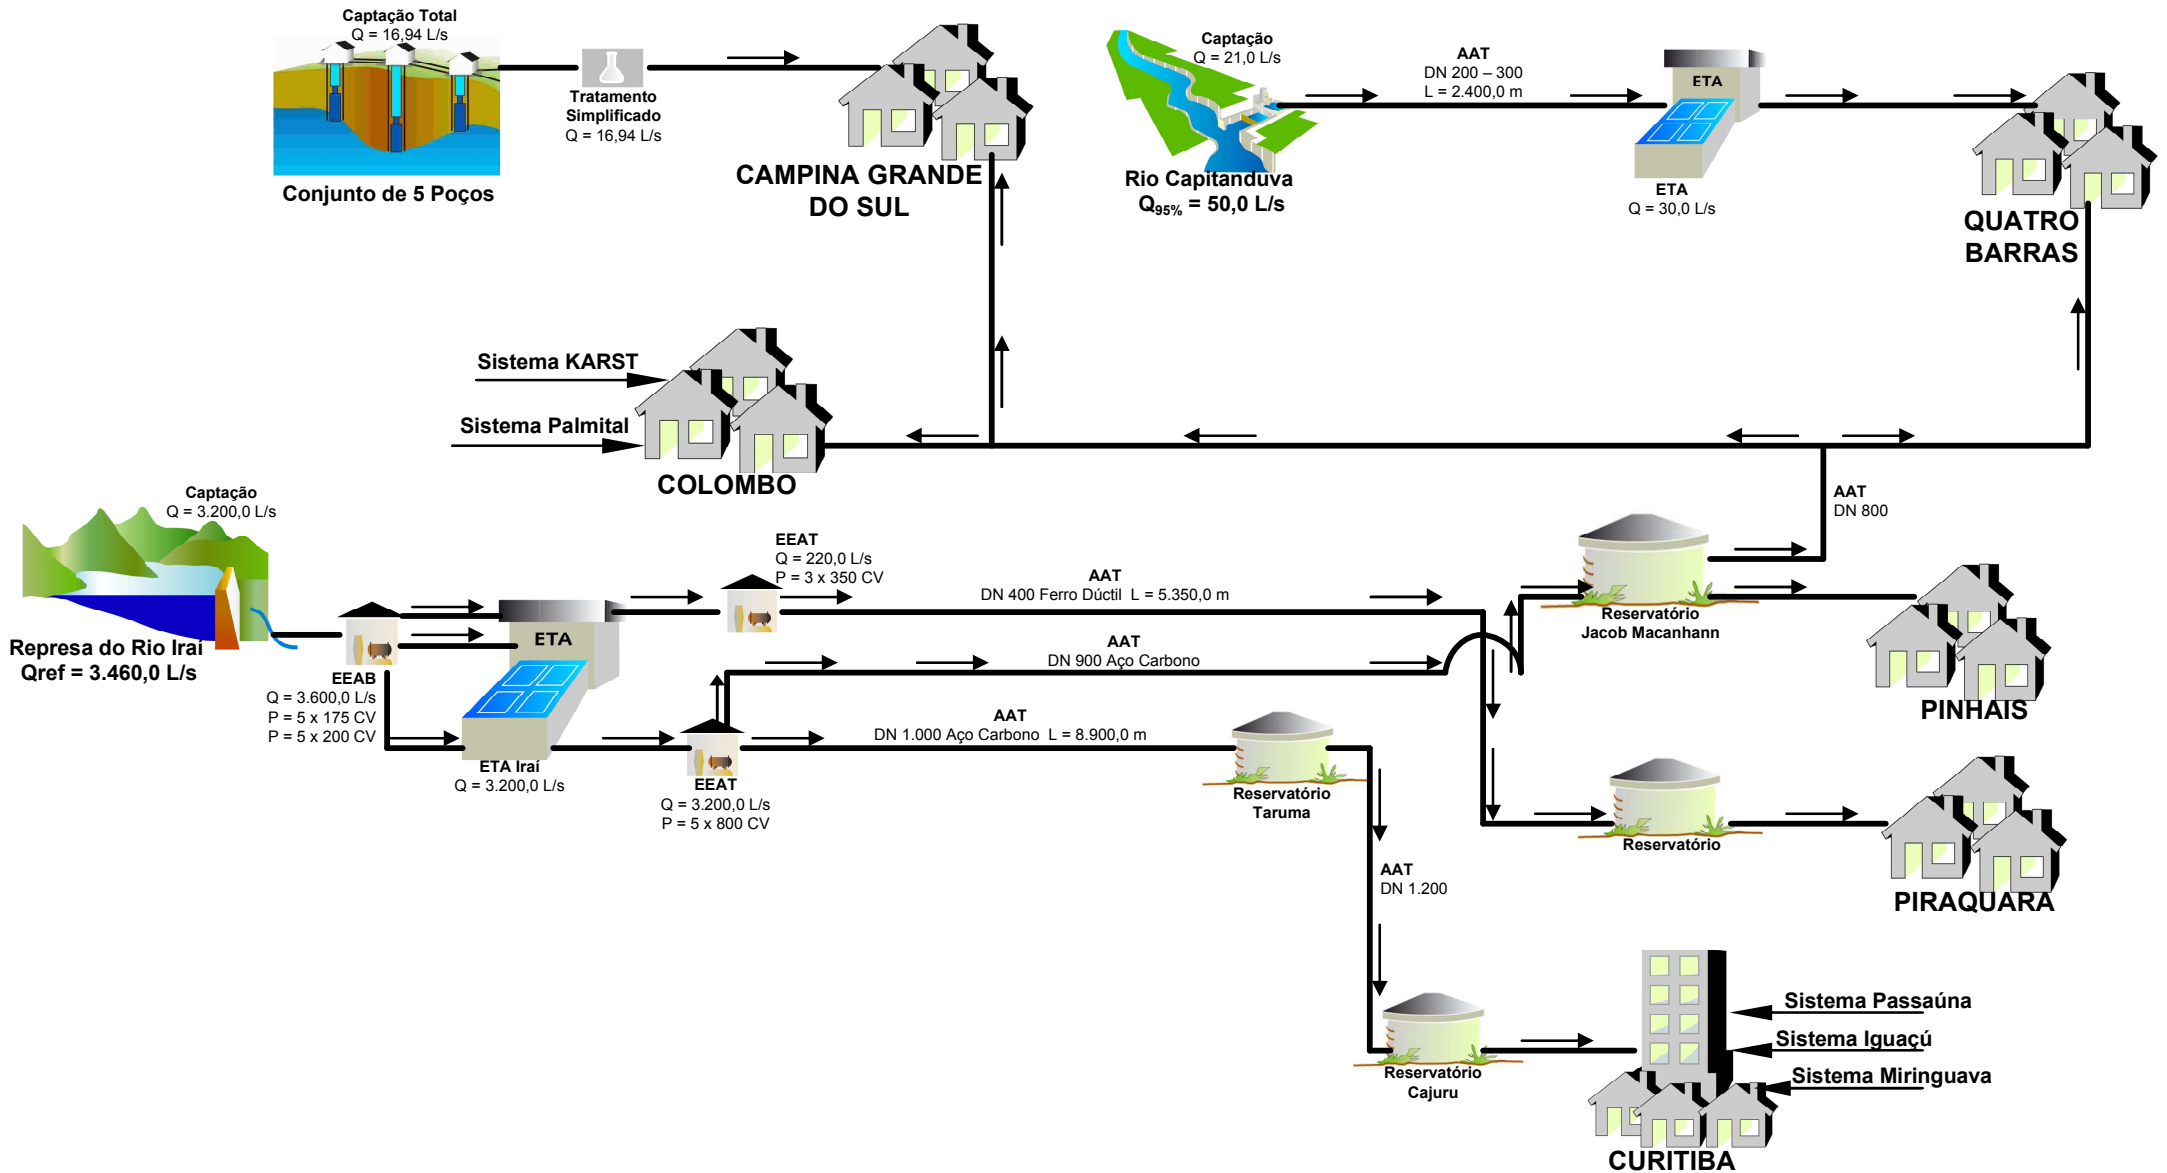 Captação Total
Q = 16,94 L/s
Conjunto de 5 Poços
Tratamento
Simplificado
Q = 16,94 L/s
CAMPINA GRANDE
DO SUL
Captação
Q = 21,0 L/s
Rio Capitanduva
Q95% = 50,0 L/s
AAT
DN 200 – 300
L = 2.400,0 m
ETA
ETA
Q = 30,0 L/s
QUATRO
BARRAS
Sistema KARST
Sistema Palmital
COLOMBO
AAT
DN 800
Captação
Q = 3.200,0 L/s
Represa do Rio Iraí
Qref = 3.460,0 L/s
EEAB
Q = 3.600,0 L/s
P = 5 x 175 CV
P = 5 x 200 CV
ETA
ETA Iraí
Q = 3.200,0 L/s
EEAT
Q = 220,0 L/s
P = 3 x 350 CV
AAT
DN 400 Ferro Dúctil  L = 5.350,0 m
AAT
DN 900 Aço Carbono
EEAT
Q = 3.200,0 L/s
P = 5 x 800 CV
AAT
DN 1.000 Aço Carbono  L = 8.900,0 m
Reservatório
Taruma
Reservatório
Jacob Macanhann
PINHAIS
Reservatório
PIRAQUARA
AAT
DN 1.200
Reservatório
Cajuru
Sistema Passaúna
Sistema Iguaçú
Sistema Miringuava
CURITIBA